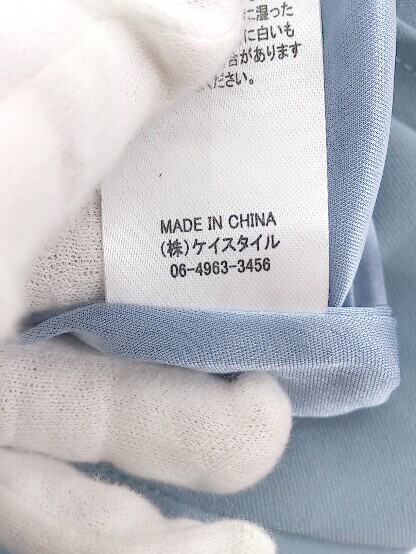 に湿った
に白いも
合があります
ください。
MADE IN CHINA
(株)ケイスタイル
06-4963-3456